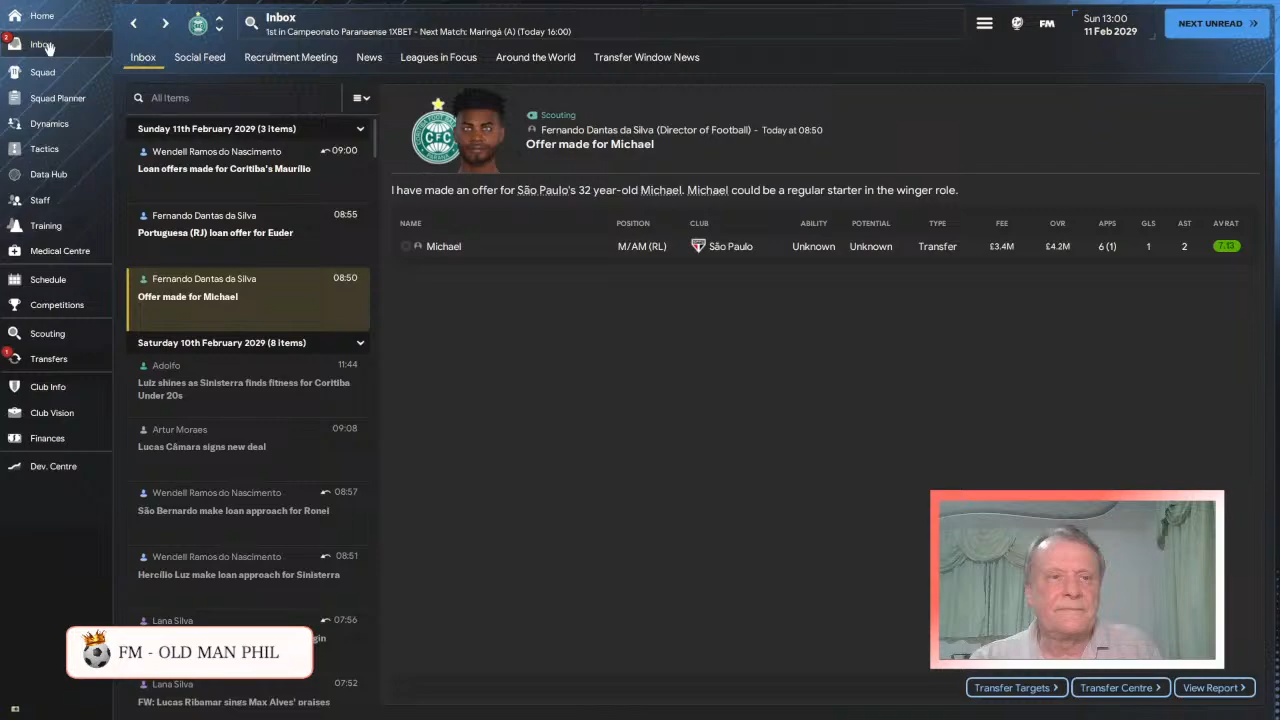 Home
2
Inbox
Squad
Squad Planner
Dynamics
Tactics
Data Hub
Staff
Training
Medical Centre
Schedule
Competitions
Scouting
1
Transfers
Club Info
Club Vision
Finances
Dev. Centre
Inbox
1st in Campeonato Paranaense 1XBET - Next Match: Maringá (A) (Today 16:00)
FM
Sun 13:00
11 Feb 2029
NEXT UNREAD
Inbox Social Feed Recruitment Meeting News Leagues in Focus Around the World Transfer Window News
All Items
Sunday 11th February 2029 (3 items)
Wendell Ramos do Nascimento 09:00
Loan offers made for Coritiba's Maurílio
Fernando Dantas da Silva 08:55
Portuguesa (RJ) loan offer for Euder
Fernando Dantas da Silva 08:50
Offer made for Michael
Saturday 10th February 2029 (8 items)
Adolfo 11:44
Luiz shines as Sinisterra finds fitness for Coritiba
Under 20s
Artur Moraes 09:08
Lucas Câmara signs new deal
Wendell Ramos do Nascimento 08:57
São Bernardo make loan approach for Ronei
Wendell Ramos do Nascimento 08:51
Hercílio Luz make loan approach for Sinisterra
Lana Silva 07:56
Lana Silva 07:52
FW: Lucas Ribamar sings Max Alves' praises
CFC
Scouting
Fernando Dantas da Silva (Director of Football) - Today at 08:50
Offer made for Michael
I have made an offer for São Paulo's 32 year-old Michael. Michael could be a regular starter in the winger role.
NAME POSITION CLUB ABILITY POTENTIAL TYPE FEE OVR APPS GLS AST AV RAT
Michael M/AM (RL) São Paulo Unknown Unknown Transfer £3.4M £4.2M 6 (1) 1 2 7.13
FM - OLD MAN PHIL
Transfer Targets Transfer Centre View Report